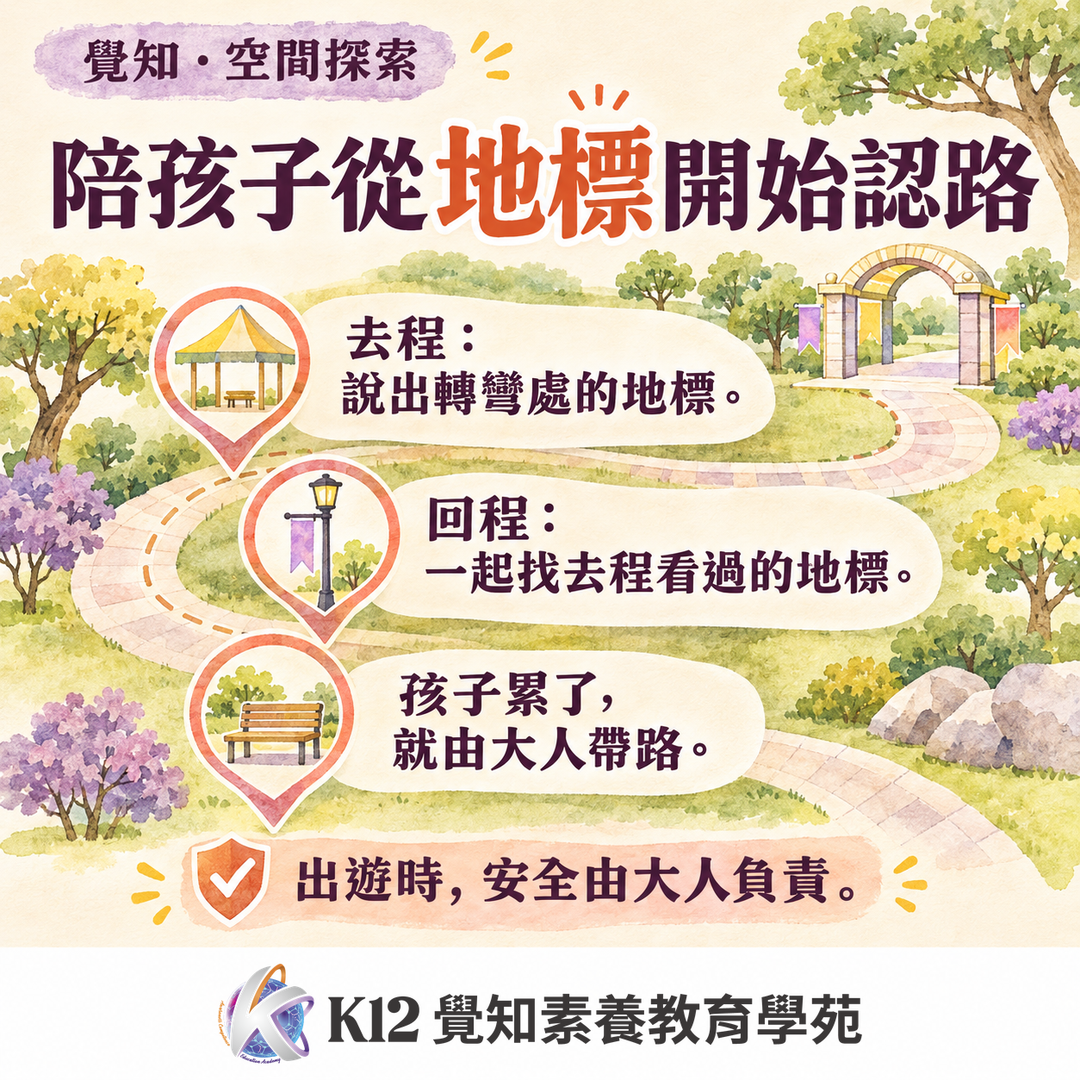 覺知・空間探索
陪孩子從地標開始認路
去程：
說出轉彎處的地標。
回程：
一起找去程看過的地標。
孩子累了，
就由大人帶路。
出遊時，安全由大人負責。
K12 覺知素養教育學苑
Education Academy